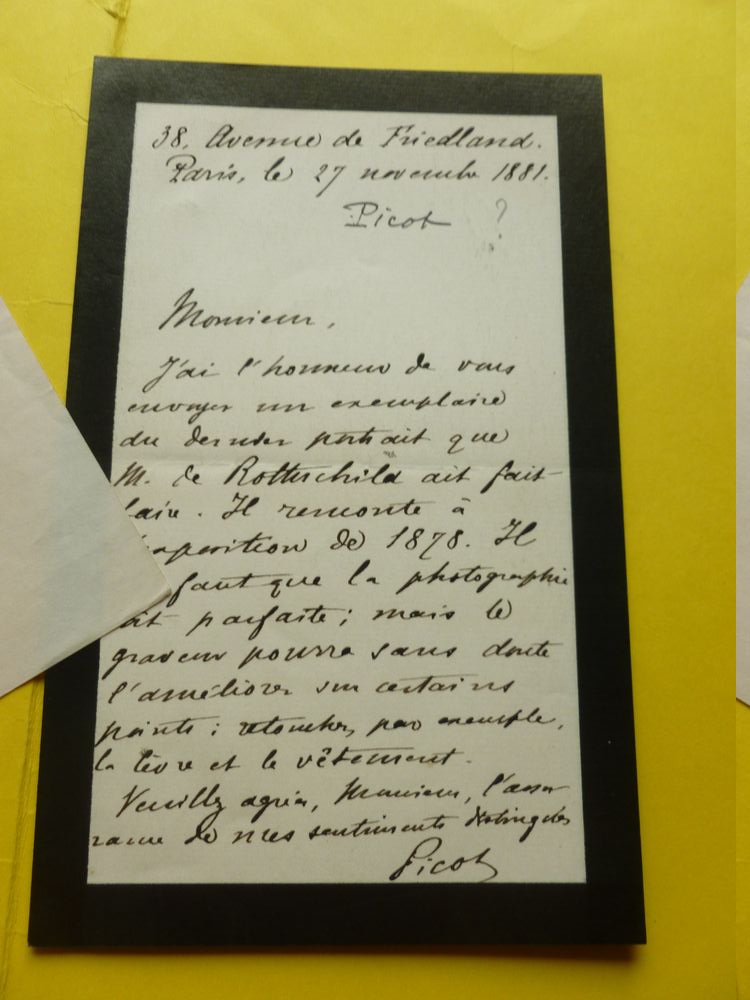 38, Avenue de Friedland.
Paris, le 27 novembre 1881.
Picot ?
Monsieur,
J'ai l'honneur de vous
envoyer un exemplaire
du dernier portrait que
M. de Rothschild ait fait
faire. Il remonte à
exposition de 1878. Il
faut que la photographie
soit parfaite; mais le
graveur pourra sans doute
l'améliorer sur certains
points; retoucher, par exemple,
la lèvre et le vêtement.
Veuillez agréer, Monsieur, l'assu-
rance de mes sentiments distingués
Picot